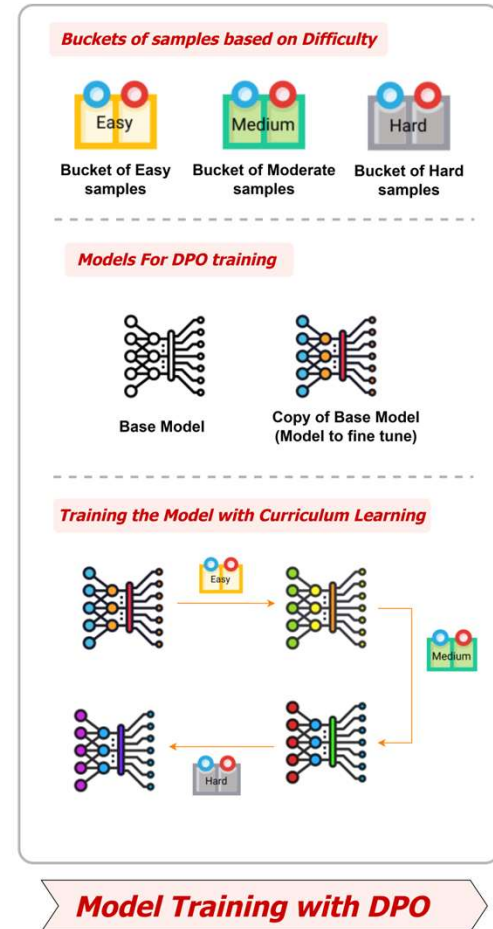 Buckets of samples based on Difficulty
Easy
Medium
Hard
Bucket of Easy
samples
Bucket of Moderate
samples
Bucket of Hard
samples
Models For DPO training
Base Model
Copy of Base Model
(Model to fine tune)
Training the Model with Curriculum Learning
Easy
Medium
Hard
Model Training with DPO